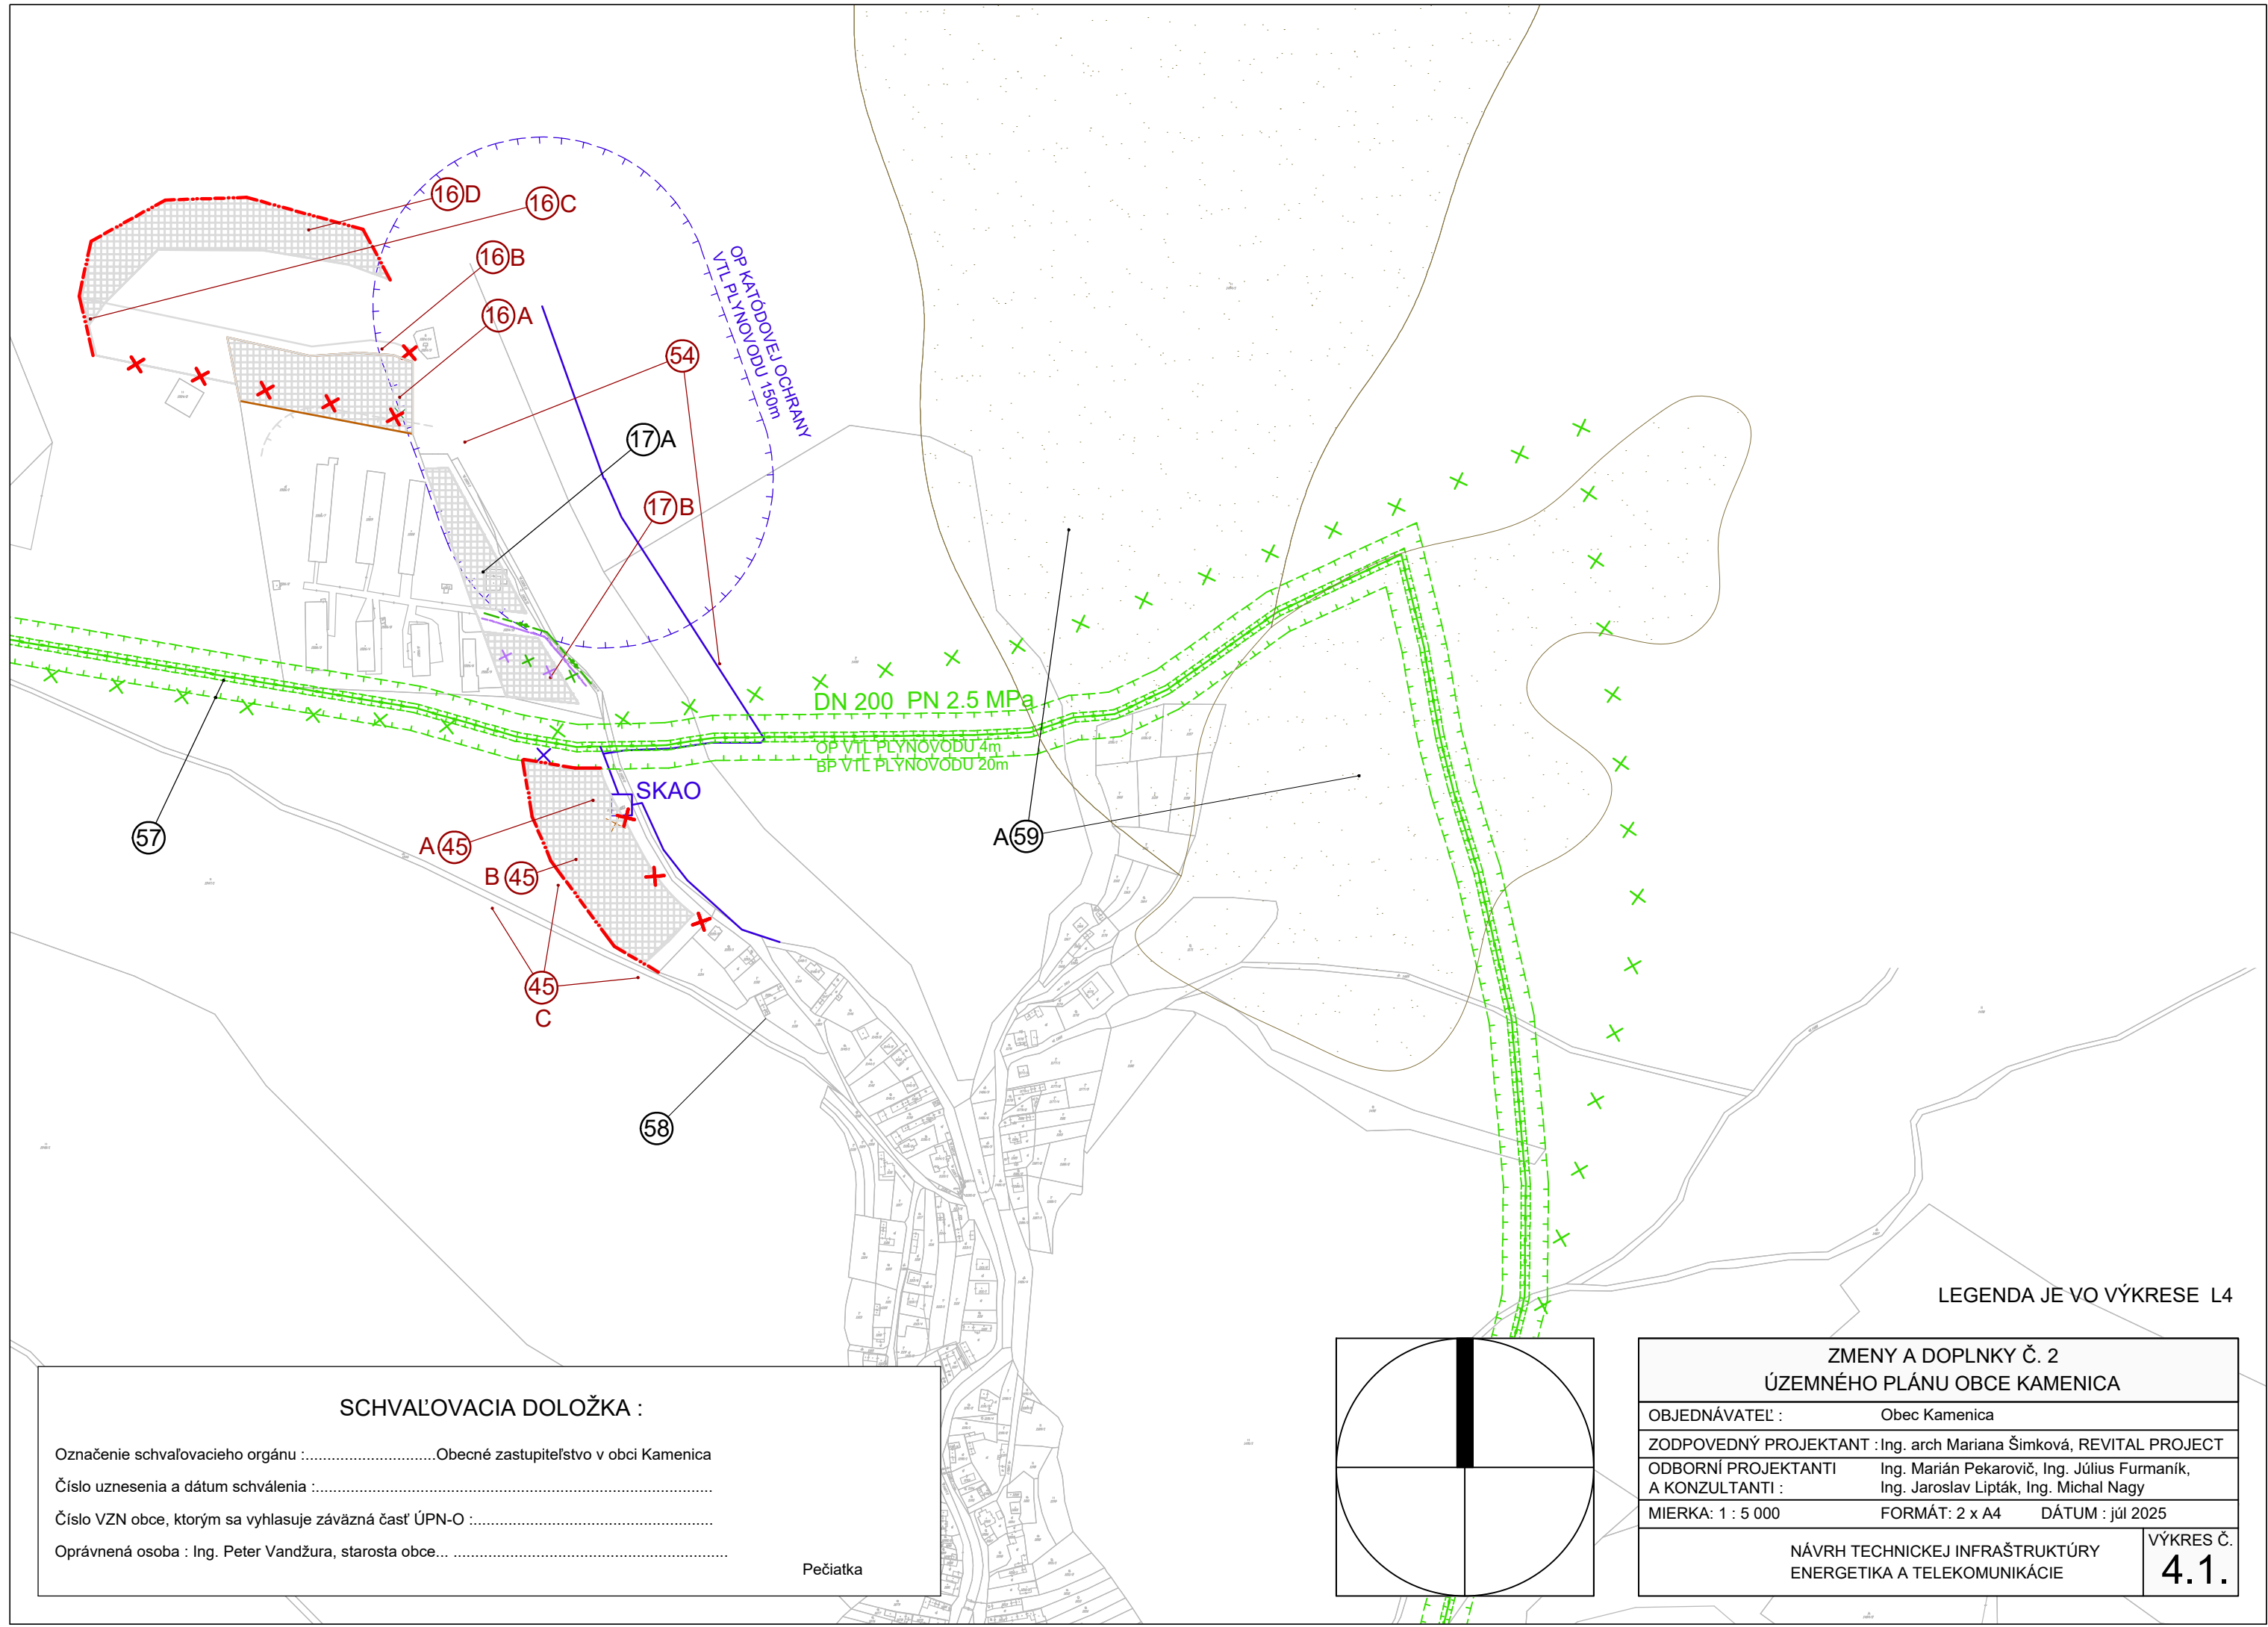 16D
16C
16B
16A
54
17A
17B
OP KATÓDOVEJ OCHRANY
VTL PLYNOVODU 150m
DN 200 PN 2.5 MPa
OP VTL PLYNOVODU 4m
BP VTL PLYNOVODU 20m
SKAO
57
A 45
B 45
45
C
A 59
58
LEGENDA JE VO VÝKRESE L4
SCHVAĽOVACIA DOLOŽKA :
Označenie schvaľovacieho orgánu :..............................Obecné zastupiteľstvo v obci Kamenica
Číslo uznesenia a dátum schválenia :...........................................................................................
Číslo VZN obce, ktorým sa vyhlasuje záväzná časť ÚPN-O :.......................................................
Oprávnená osoba : Ing. Peter Vandžura, starosta obce... ...............................................................
Pečiatka
ZMENY A DOPLNKY Č. 2
ÚZEMNÉHO PLÁNU OBCE KAMENICA
OBJEDNÁVATEĽ : Obec Kamenica
ZODPOVEDNÝ PROJEKTANT : Ing. arch Mariana Šimková, REVITAL PROJECT
ODBORNÍ PROJEKTANTI Ing. Marián Pekarovič, Ing. Július Furmaník,
A KONZULTANTI : Ing. Jaroslav Lipták, Ing. Michal Nagy
MIERKA: 1 : 5 000 FORMÁT: 2 x A4 DÁTUM : júl 2025
NÁVRH TECHNICKEJ INFRAŠTRUKTÚRY
ENERGETIKA A TELEKOMUNIKÁCIE
VÝKRES Č.
4.1.